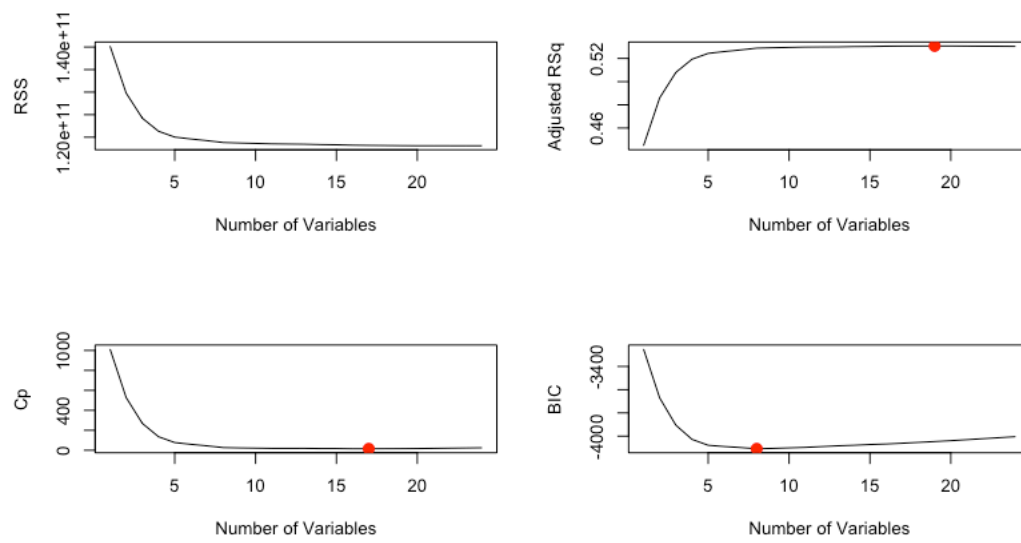 RSS
1.40e+11
1.20e+11
5 10 15 20
Number of Variables
Adjusted RSq
0.52
0.46
5 10 15 20
Number of Variables
Cp
1000
400
0
5 10 15 20
Number of Variables
BIC
-3400
-4000
5 10 15 20
Number of Variables